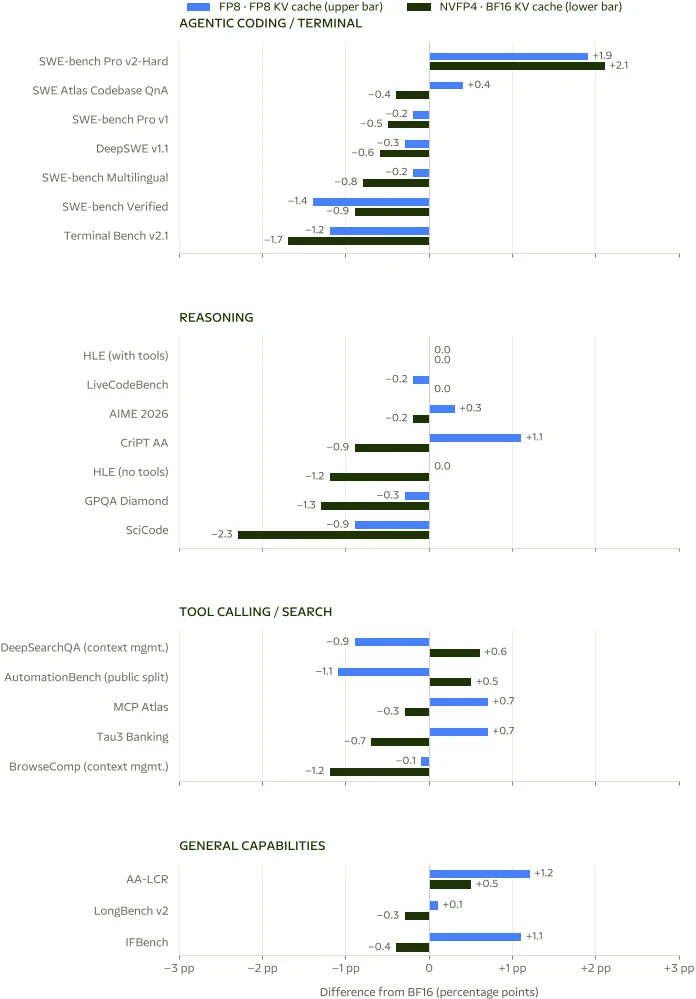 FP8 · FP8 KV cache (upper bar) NVFP4 · BF16 KV cache (lower bar)
AGENTIC CODING / TERMINAL
SWE-bench Pro v2-Hard +1.9 +2.1
SWE Atlas Codebase QnA +0.4 −0.4
SWE-bench Pro v1 −0.2 −0.5
DeepSWE v1.1 −0.3 −0.6
SWE-bench Multilingual −0.2 −0.8
SWE-bench Verified −1.4 −0.9
Terminal Bench v2.1 −1.2 −1.7
REASONING
HLE (with tools) 0.0 0.0
LiveCodeBench −0.2 0.0
AIME 2026 +0.3 −0.2
CriPT AA +1.1 −0.9
HLE (no tools) 0.0 −1.2
GPQA Diamond −0.3 −1.3
SciCode −0.9 −2.3
TOOL CALLING / SEARCH
DeepSearchQA (context mgmt.) −0.9 +0.6
AutomationBench (public split) −1.1 +0.5
MCP Atlas +0.7 −0.3
Tau3 Banking +0.7 −0.7
BrowseComp (context mgmt.) −0.1 −1.2
GENERAL CAPABILITIES
AA-LCR +1.2 +0.5
LongBench v2 +0.1 −0.3
IFBench +1.1 −0.4
−3 pp −2 pp −1 pp 0 +1 pp +2 pp +3 pp
Difference from BF16 (percentage points)